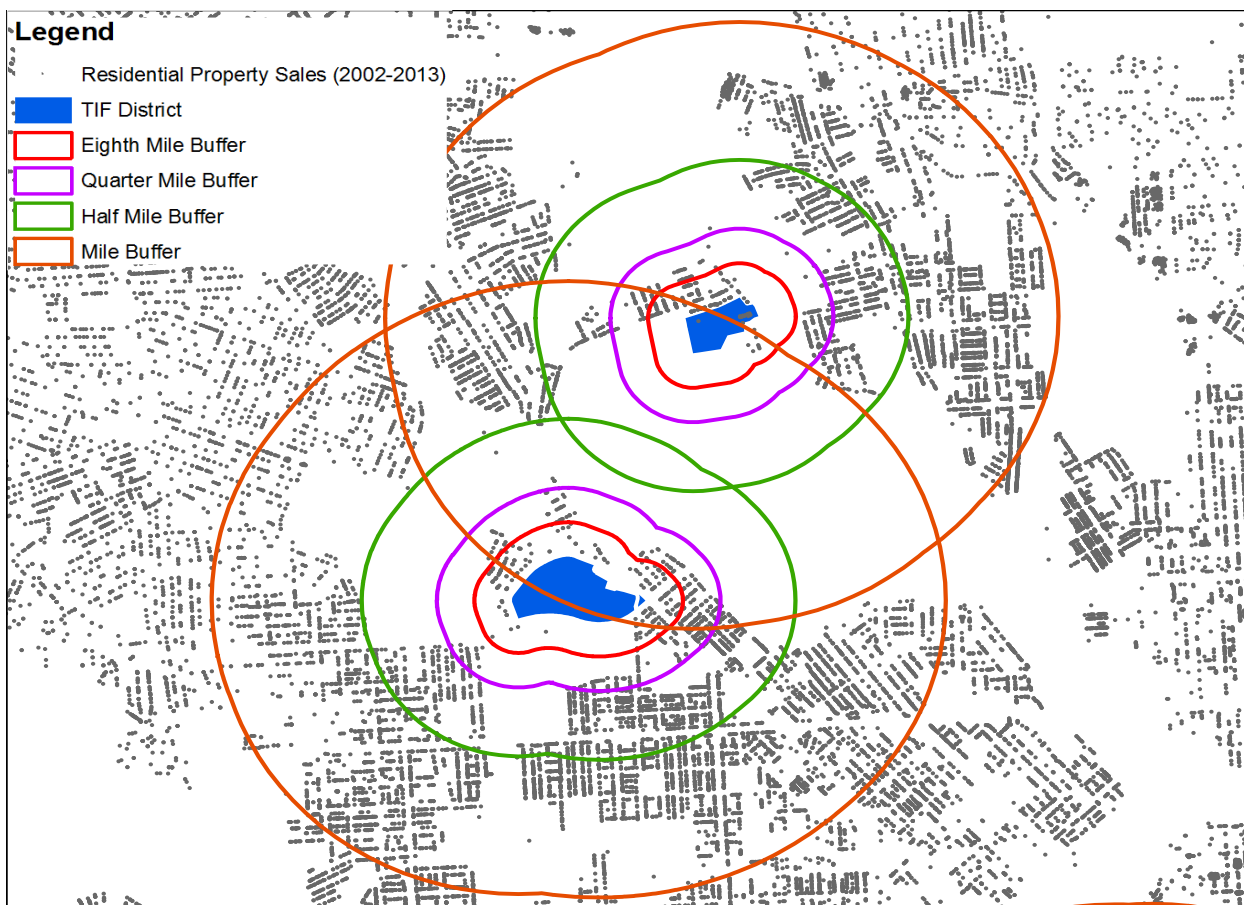 Legend
Residential Property Sales (2002-2013)
TIF District
Eighth Mile Buffer
Quarter Mile Buffer
Half Mile Buffer
Mile Buffer